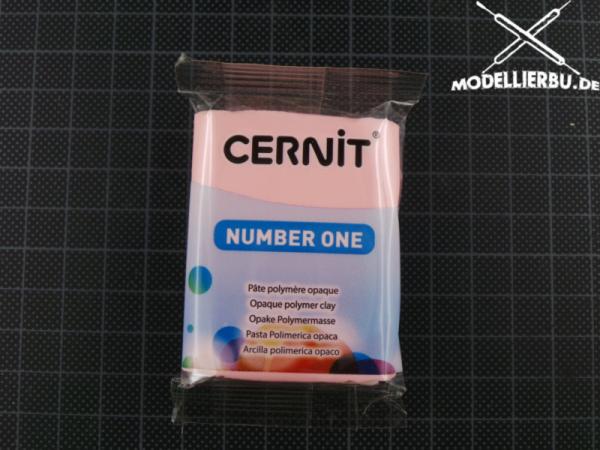 MODELLIERBU.DE
CERNiT®
NUMBER ONE
Pâte polymère opaque
Opaque polymer clay
Opake Polymermasse
Pasta Polimerica opaca
Arcilla polimerica opaco